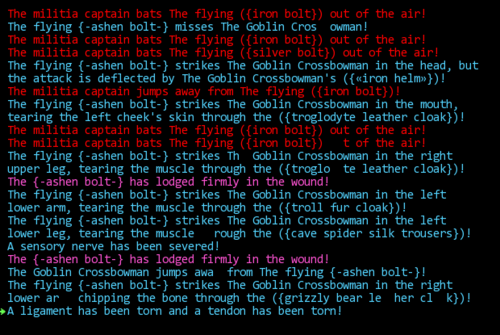 The militia captain bats The flying ({iron bolt}) out of the air!
The flying {-ashen bolt-} misses The Goblin Cros owman!
The militia captain bats The flying ({iron bolt}) out of the air!
The militia captain bats The flying ({silver bolt}) out of the air!
The flying {-ashen bolt-} strikes The Goblin Crossbowman in the head, but
the attack is deflected by The Goblin Crossbowman's ({«iron helm»})!
The militia captain jumps away from The flying ({iron bolt})!
The flying {-ashen bolt-} strikes The Goblin Crossbowman in the mouth,
tearing the left cheek's skin through the ({troglodyte leather cloak})!
The militia captain bats The flying ({iron bolt}) out of the air!
The militia captain bats The flying ({iron bolt}) t of the air!
The flying {-ashen bolt-} strikes Th Goblin Crossbowman in the right
upper leg, tearing the muscle through the ({troglo te leather cloak})!
The {-ashen bolt-} has lodged firmly in the wound!
The flying {-ashen bolt-} strikes The Goblin Crossbowman in the left
lower arm, tearing the muscle through the ({troll fur cloak})!
The flying {-ashen bolt-} strikes The Goblin Crossbowman in the left
lower leg, tearing the muscle rough the ({cave spider silk trousers})!
A sensory nerve has been severed!
The {-ashen bolt-} has lodged firmly in the wound!
The Goblin Crossbowman jumps awa from The flying {-ashen bolt-}!
The flying {-ashen bolt-} strikes The Goblin Crossbowman in the right
lower ar chipping the bone through the ({grizzly bear le her cl k})!
A ligament has been torn and a tendon has been torn!